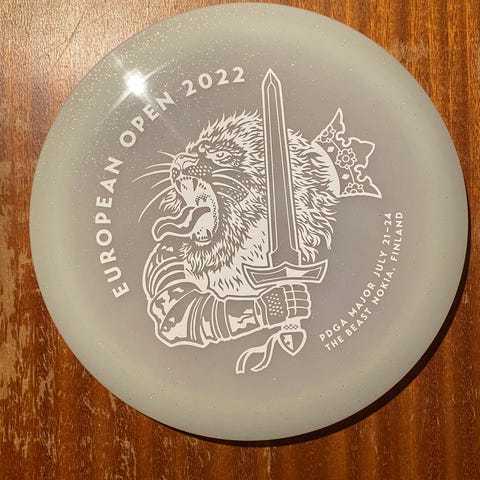 EUROPEAN OPEN 2022
PDGA MAJOR JULY 21-24
THE BEAST NOKIA, FINLAND